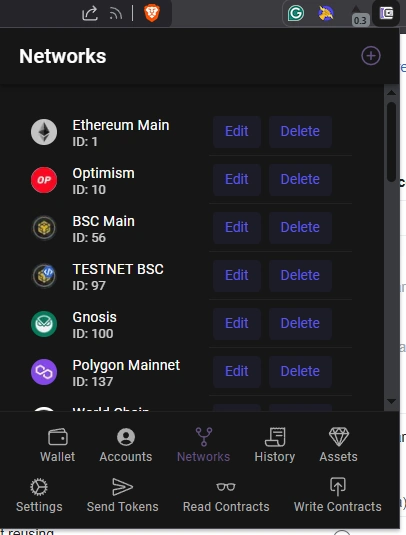 0.3
Networks
Ethereum Main
ID: 1
Edit
Delete
OP
Optimism
ID: 10
Edit
Delete
BSC Main
ID: 56
Edit
Delete
TESTNET BSC
ID: 97
Edit
Delete
Gnosis
ID: 100
Edit
Delete
Polygon Mainnet
ID: 137
Edit
Delete
World Chain
Wallet
Accounts
Networks
History
Assets
Settings
Send Tokens
Read Contracts
Write Contracts
reusing